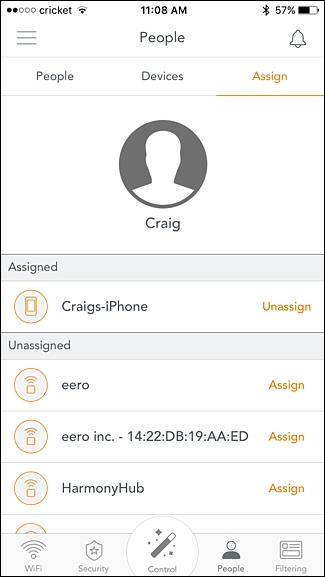 cricket 11:08 AM 57%
People
People Devices Assign
Craig
Assigned
Craigs-iPhone Unassign
Unassigned
eero Assign
eero inc. - 14:22:DB:19:AA:ED Assign
HarmonyHub Assign
WiFi Security Control People Filtering